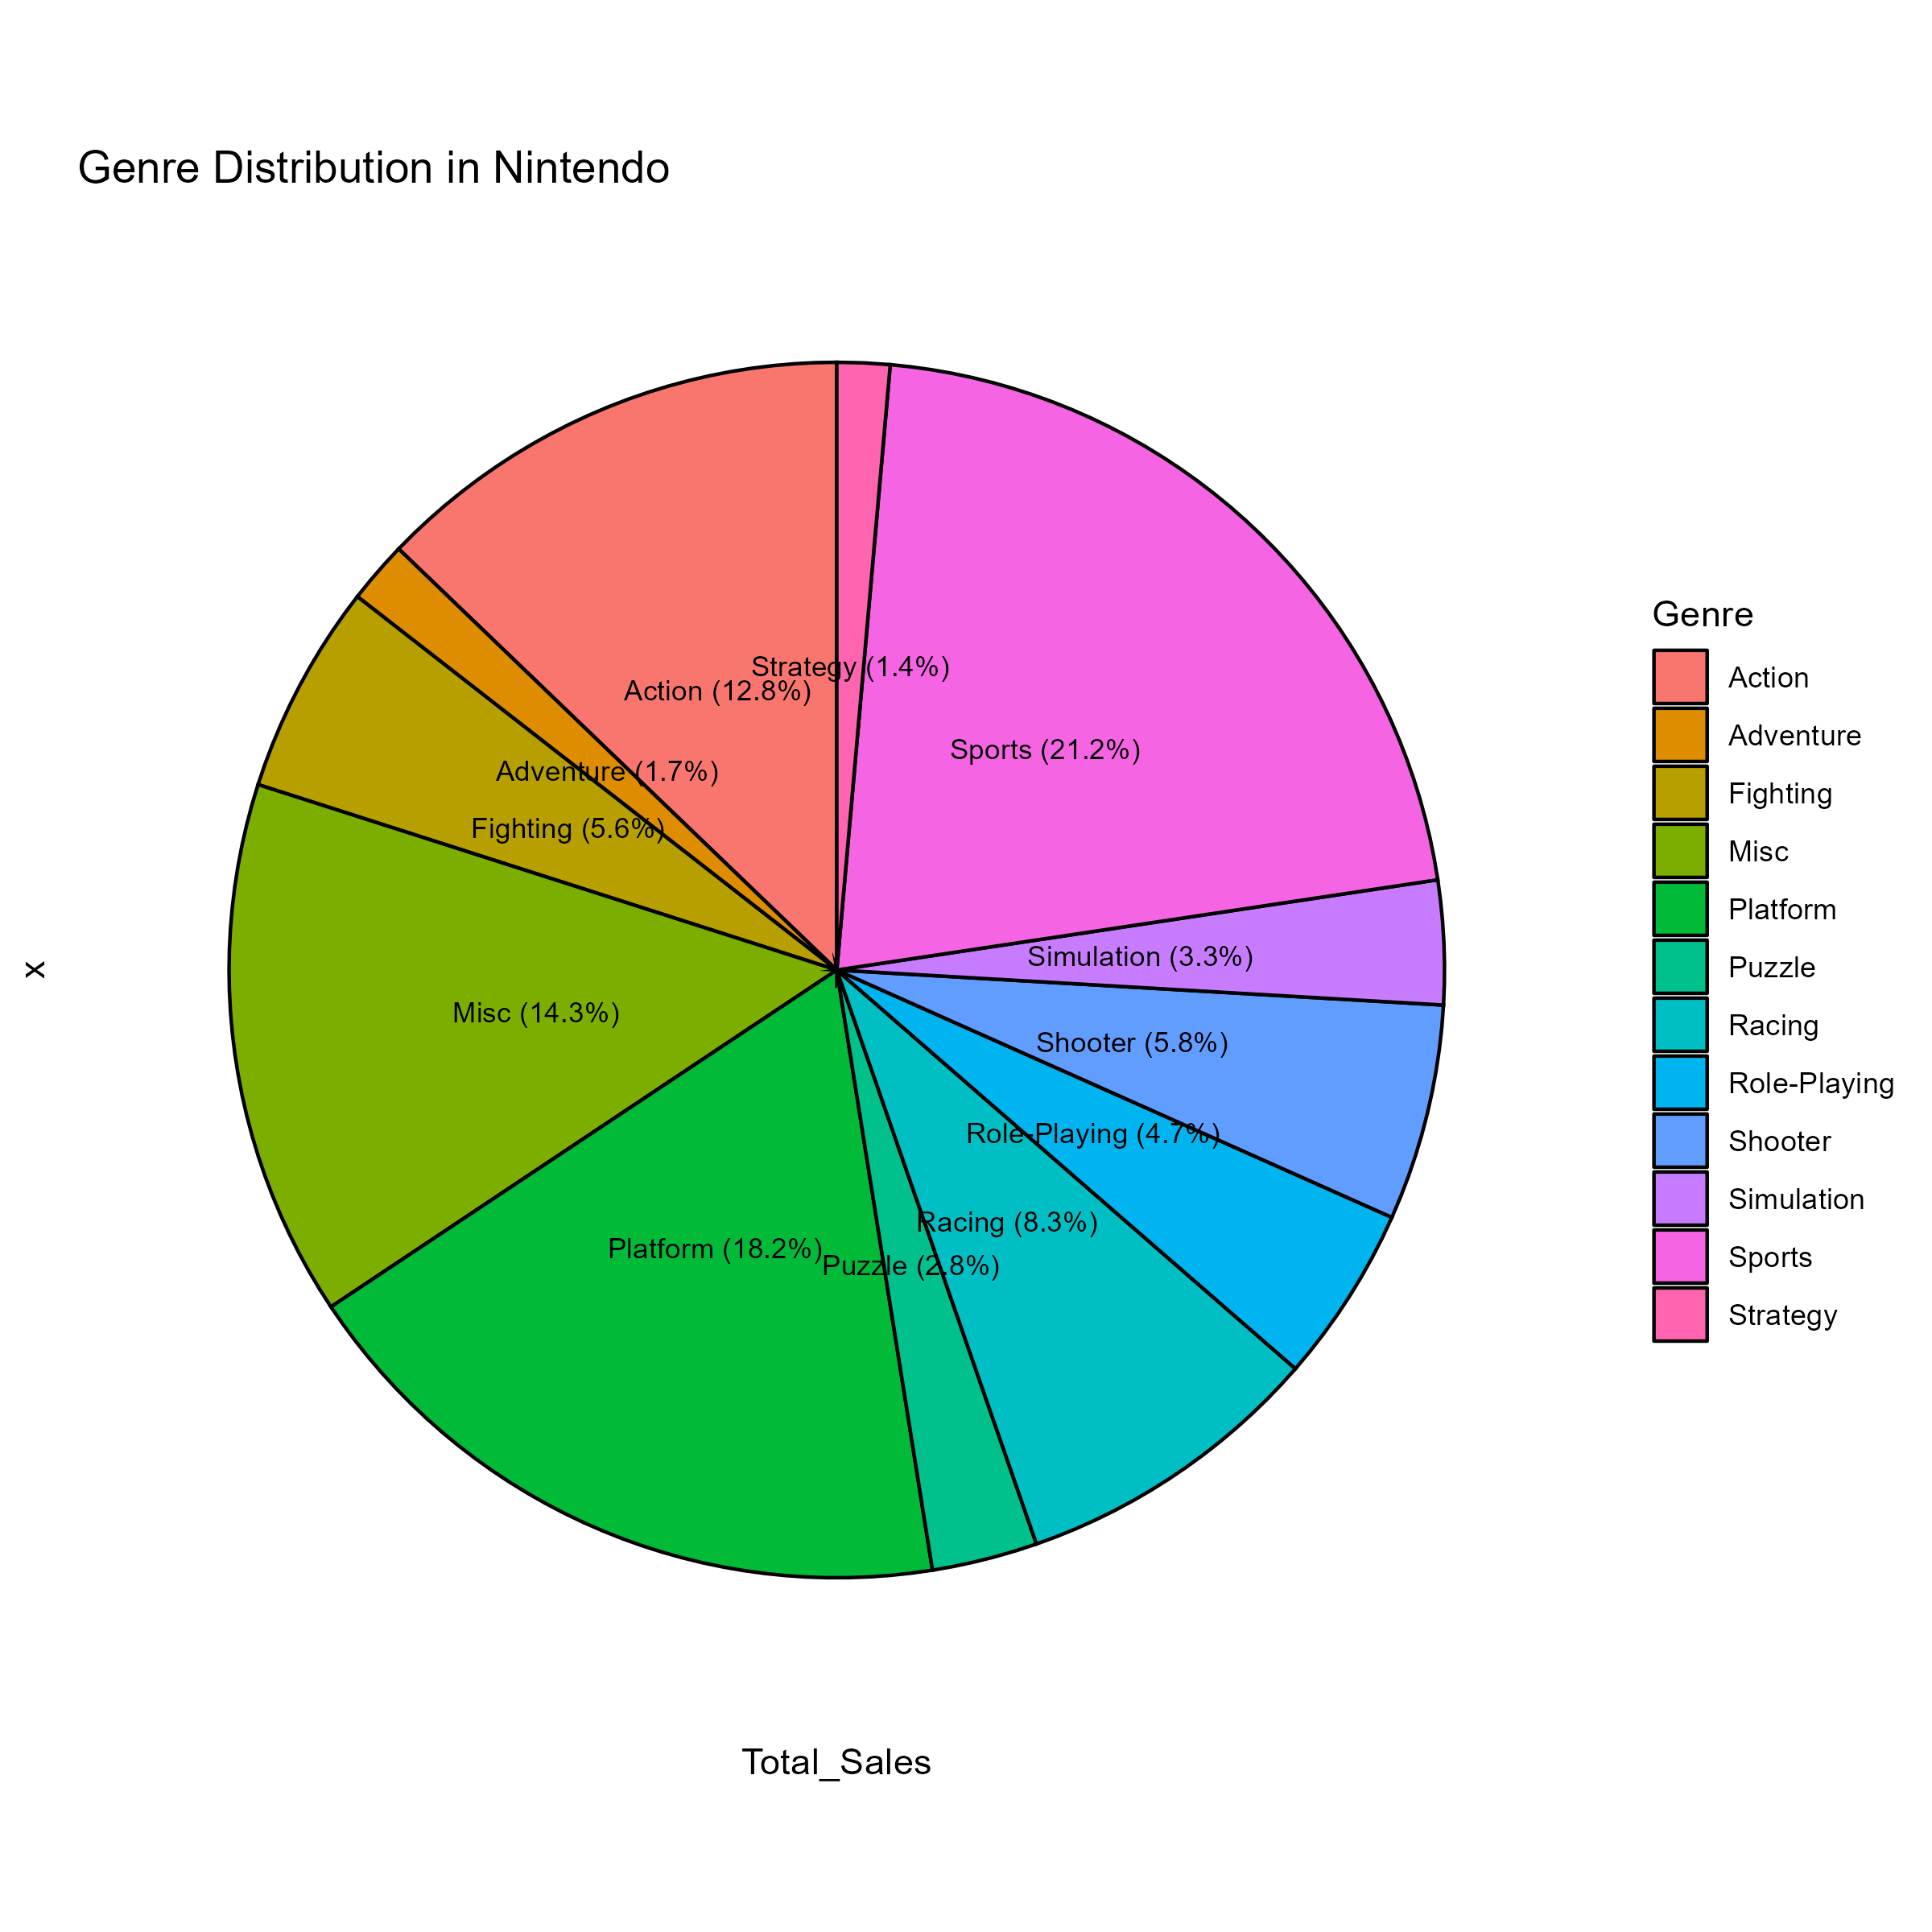 Genre Distribution in Nintendo
Strategy (1.4%)
Action (12.8%)
Sports (21.2%)
Adventure (1.7%)
Fighting (5.6%)
Simulation (3.3%)
Misc (14.3%)
Shooter (5.8%)
Role-Playing (4.7%)
Racing (8.3%)
Platform (18.2%)
Puzzle (2.8%)
x
Total_Sales
Genre
Action
Adventure
Fighting
Misc
Platform
Puzzle
Racing
Role-Playing
Shooter
Simulation
Sports
Strategy